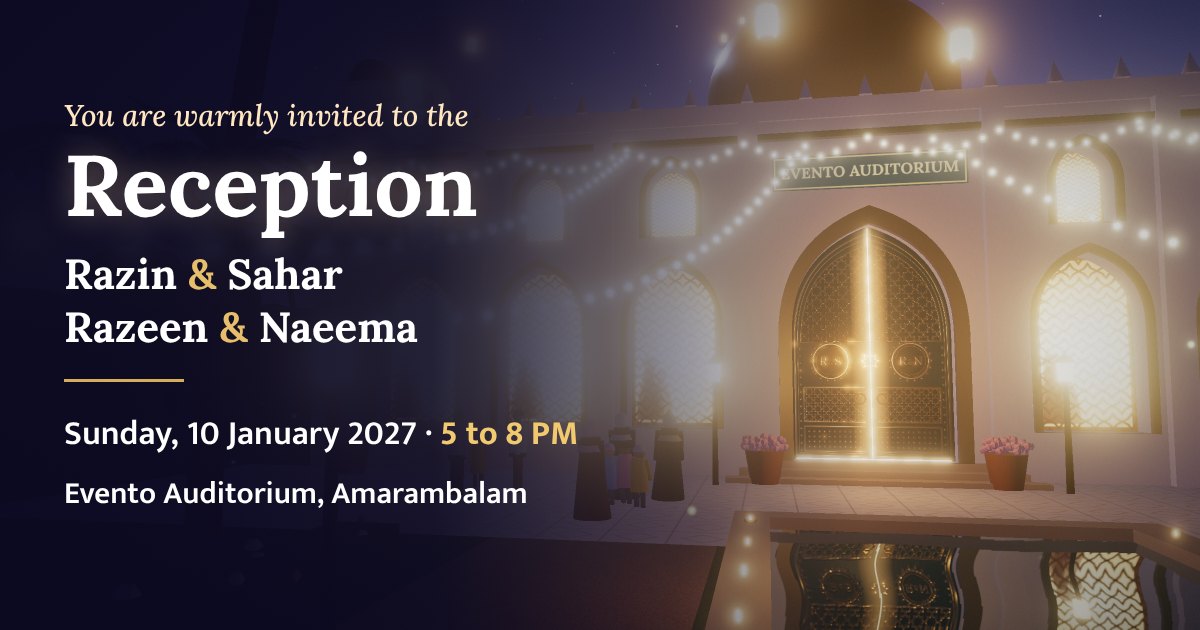 You are warmly invited to the
Reception
Razin & Sahar
Razeen & Naeema
Sunday, 10 January 2027 · 5 to 8 PM
Evento Auditorium, Amarambalam
EVENTO AUDITORIUM